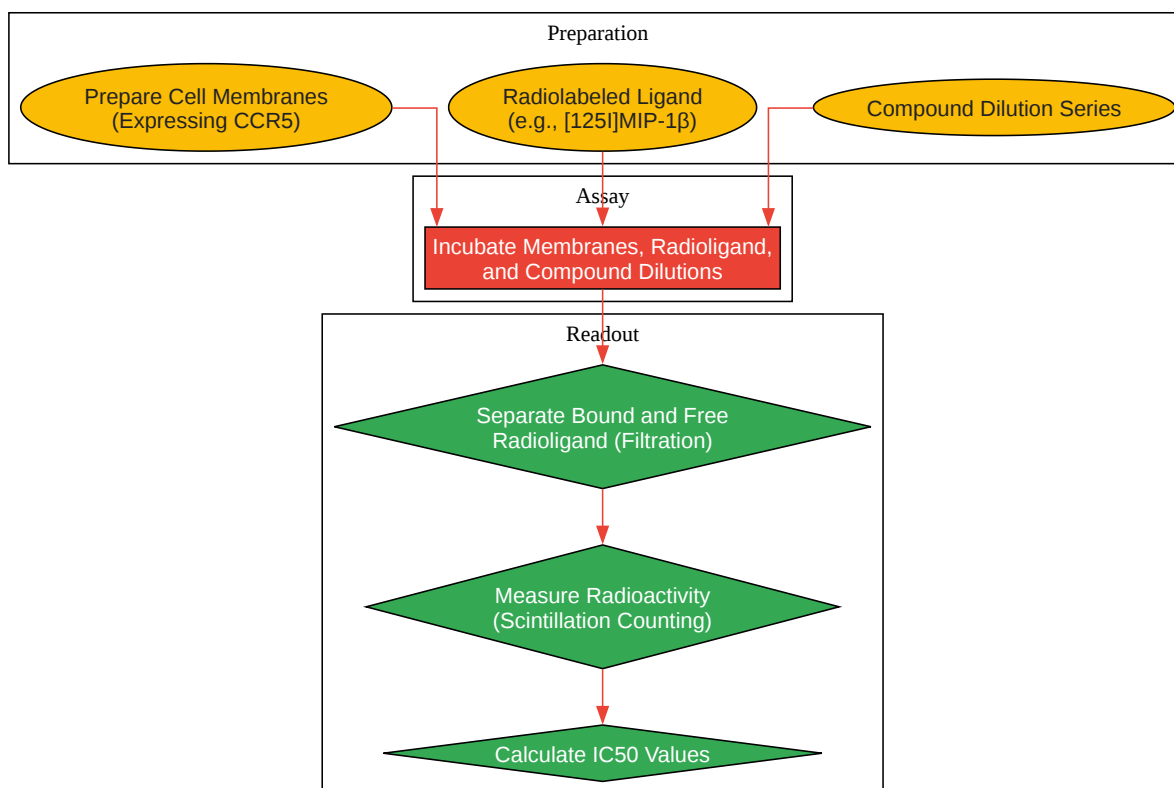 Preparation
Prepare Cell Membranes
(Expressing CCR5)
Radiolabeled Ligand
(e.g., [125I]MIP-1β)
Compound Dilution Series
Assay
Incubate Membranes, Radioligand,
and Compound Dilutions
Readout
Separate Bound and Free
Radioligand (Filtration)
Measure Radioactivity
(Scintillation Counting)
Calculate IC50 Values